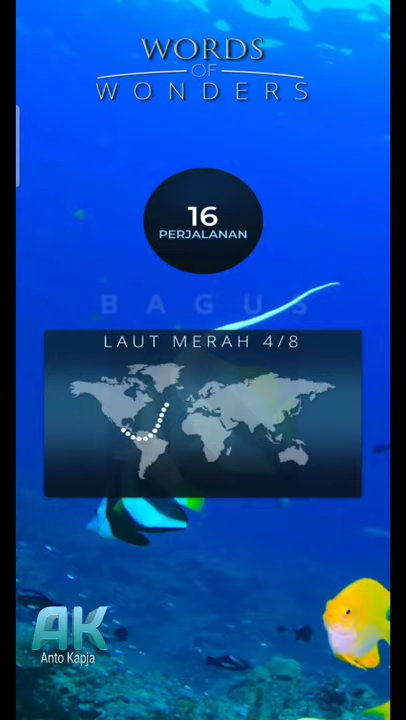 WORDS
OF
WONDERS
16
PERJALANAN
BAGUS
LAUT MERAH 4/8
AK
Anto Kapja